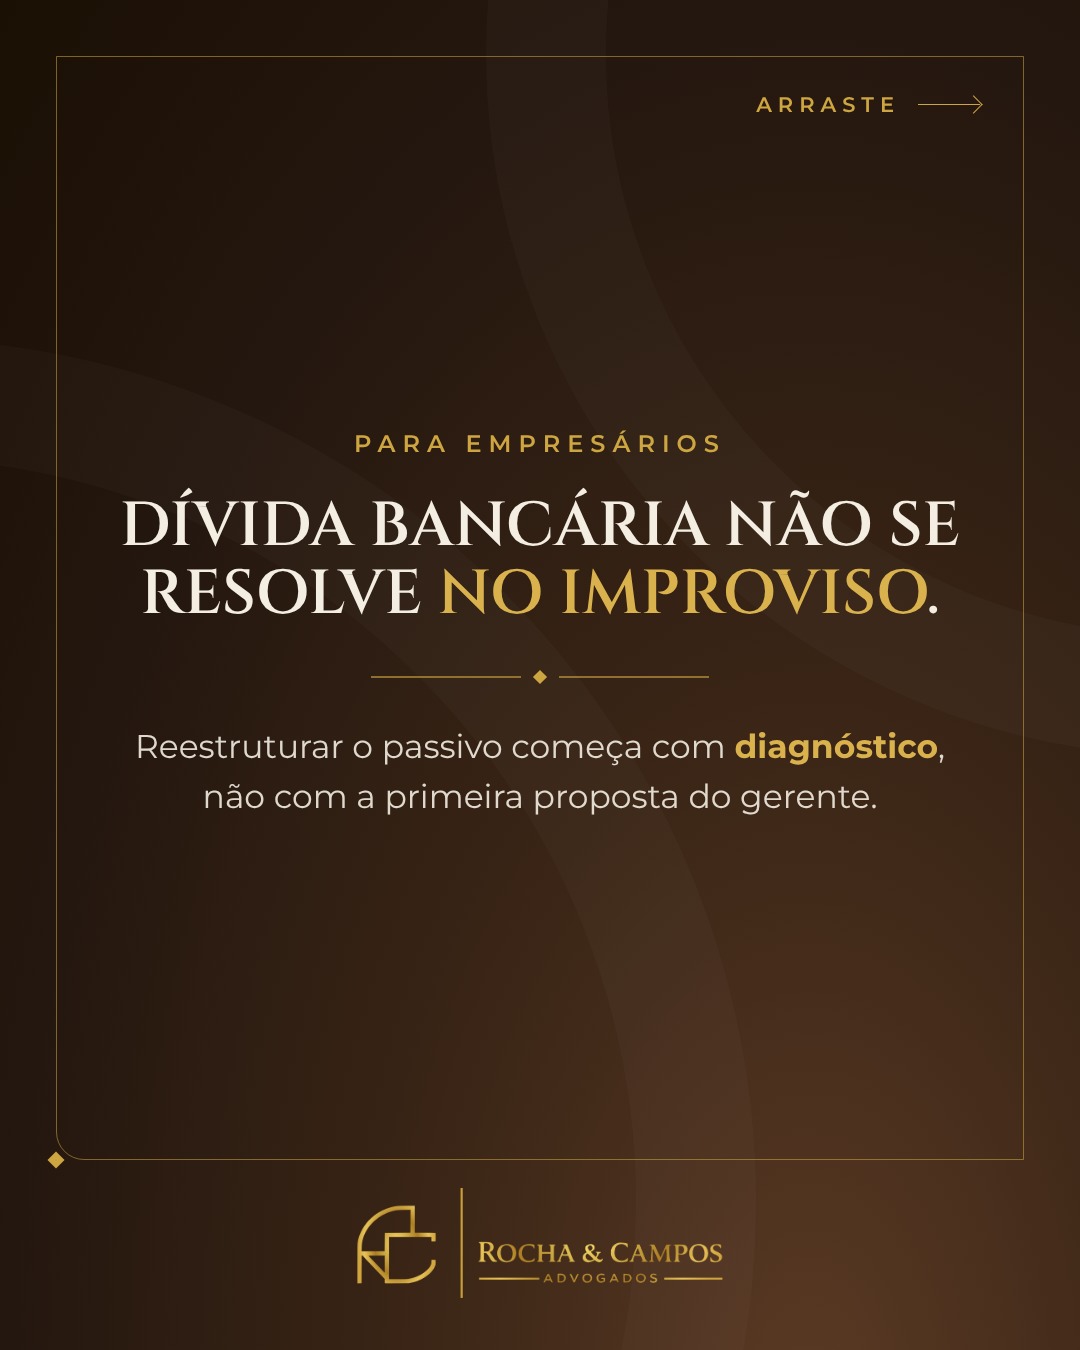 ARRASTE
PARA EMPRESÁRIOS
DÍVIDA BANCÁRIA NÃO SE
RESOLVE NO IMPROVISO.
Reestruturar o passivo começa com diagnóstico,
não com a primeira proposta do gerente.
ROCHA & CAMPOS
ADVOGADOS